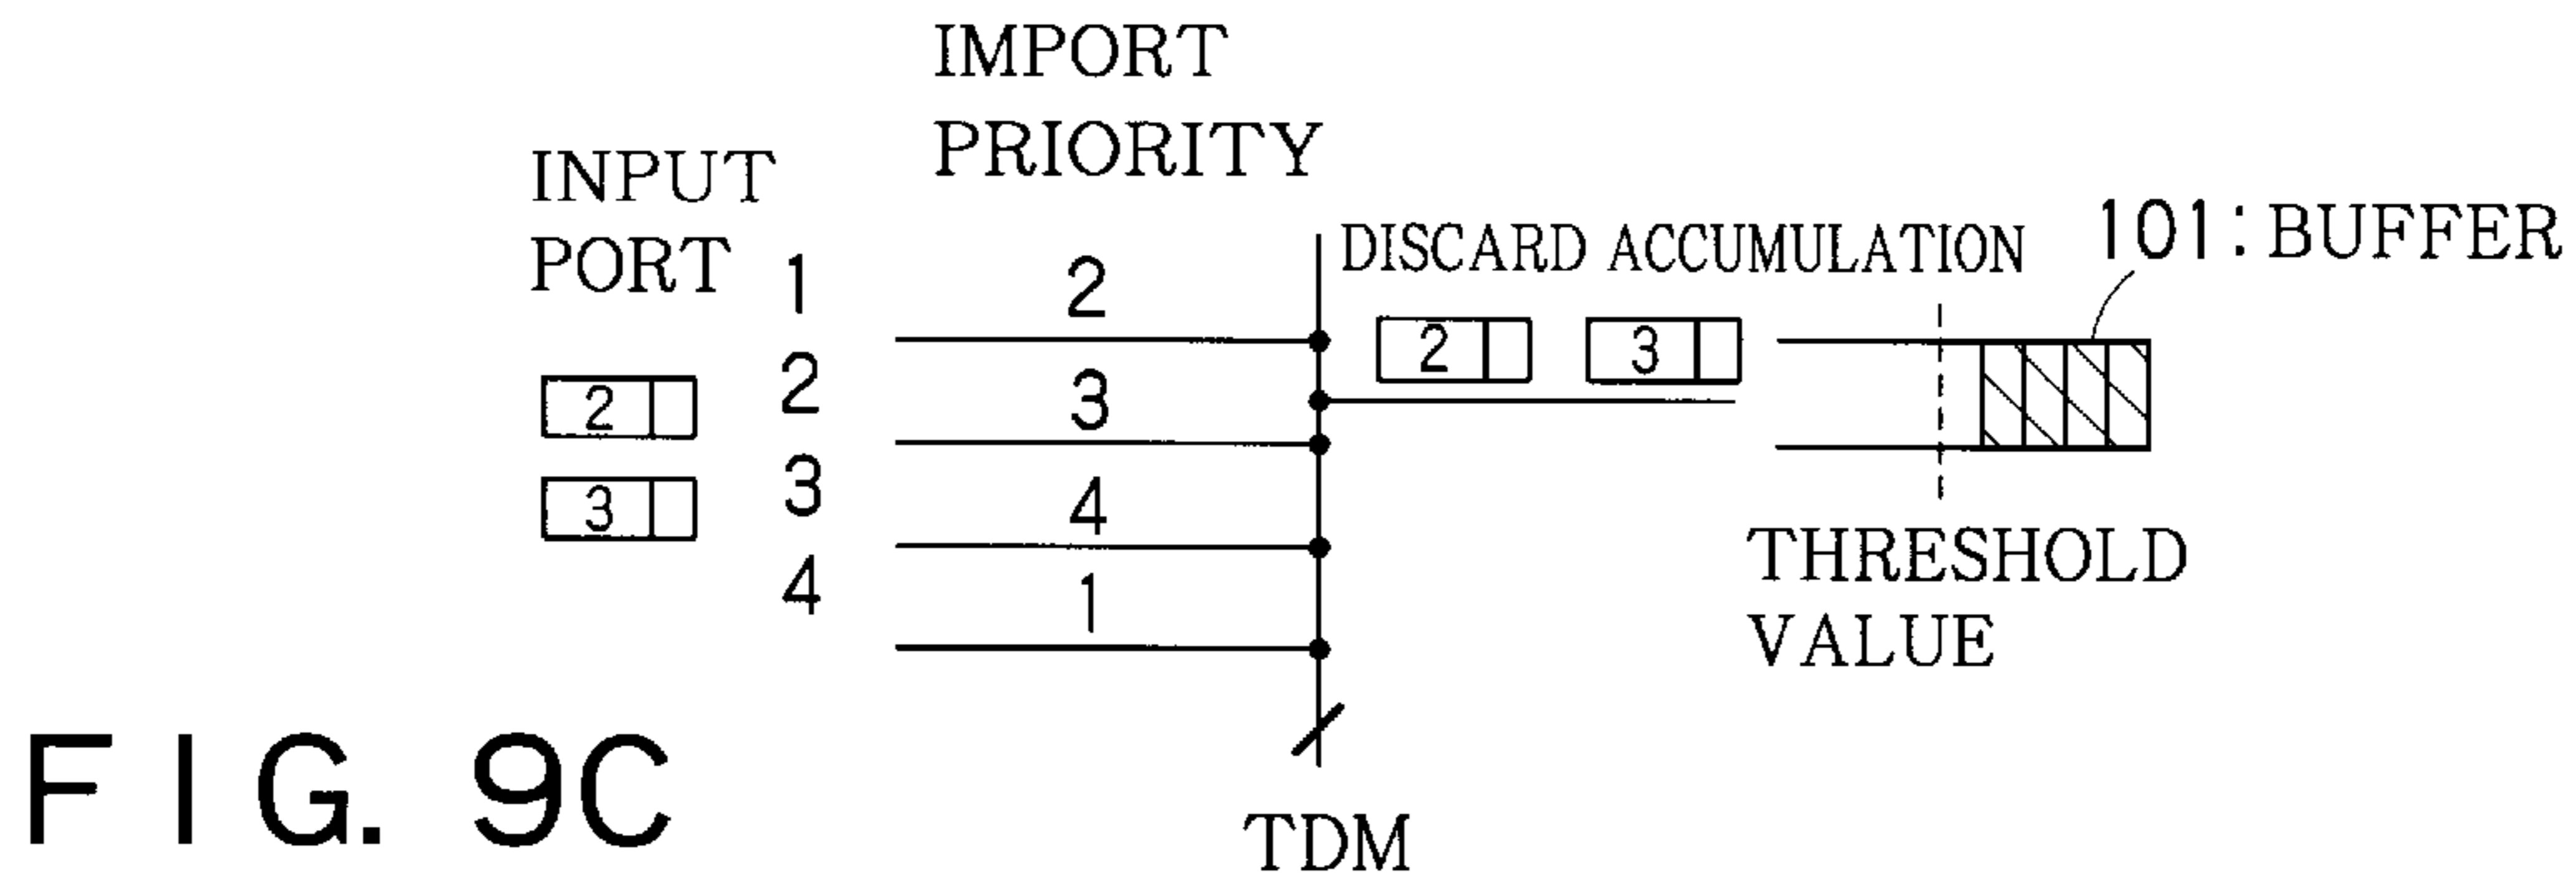 IMPORT
PRIORITY
INPUT
PORT
1
2
3
4
2
3
2
3
4
1
DISCARD ACCUMULATION
2
3
101: BUFFER
THRESHOLD
VALUE
TDM
FIG. 9C